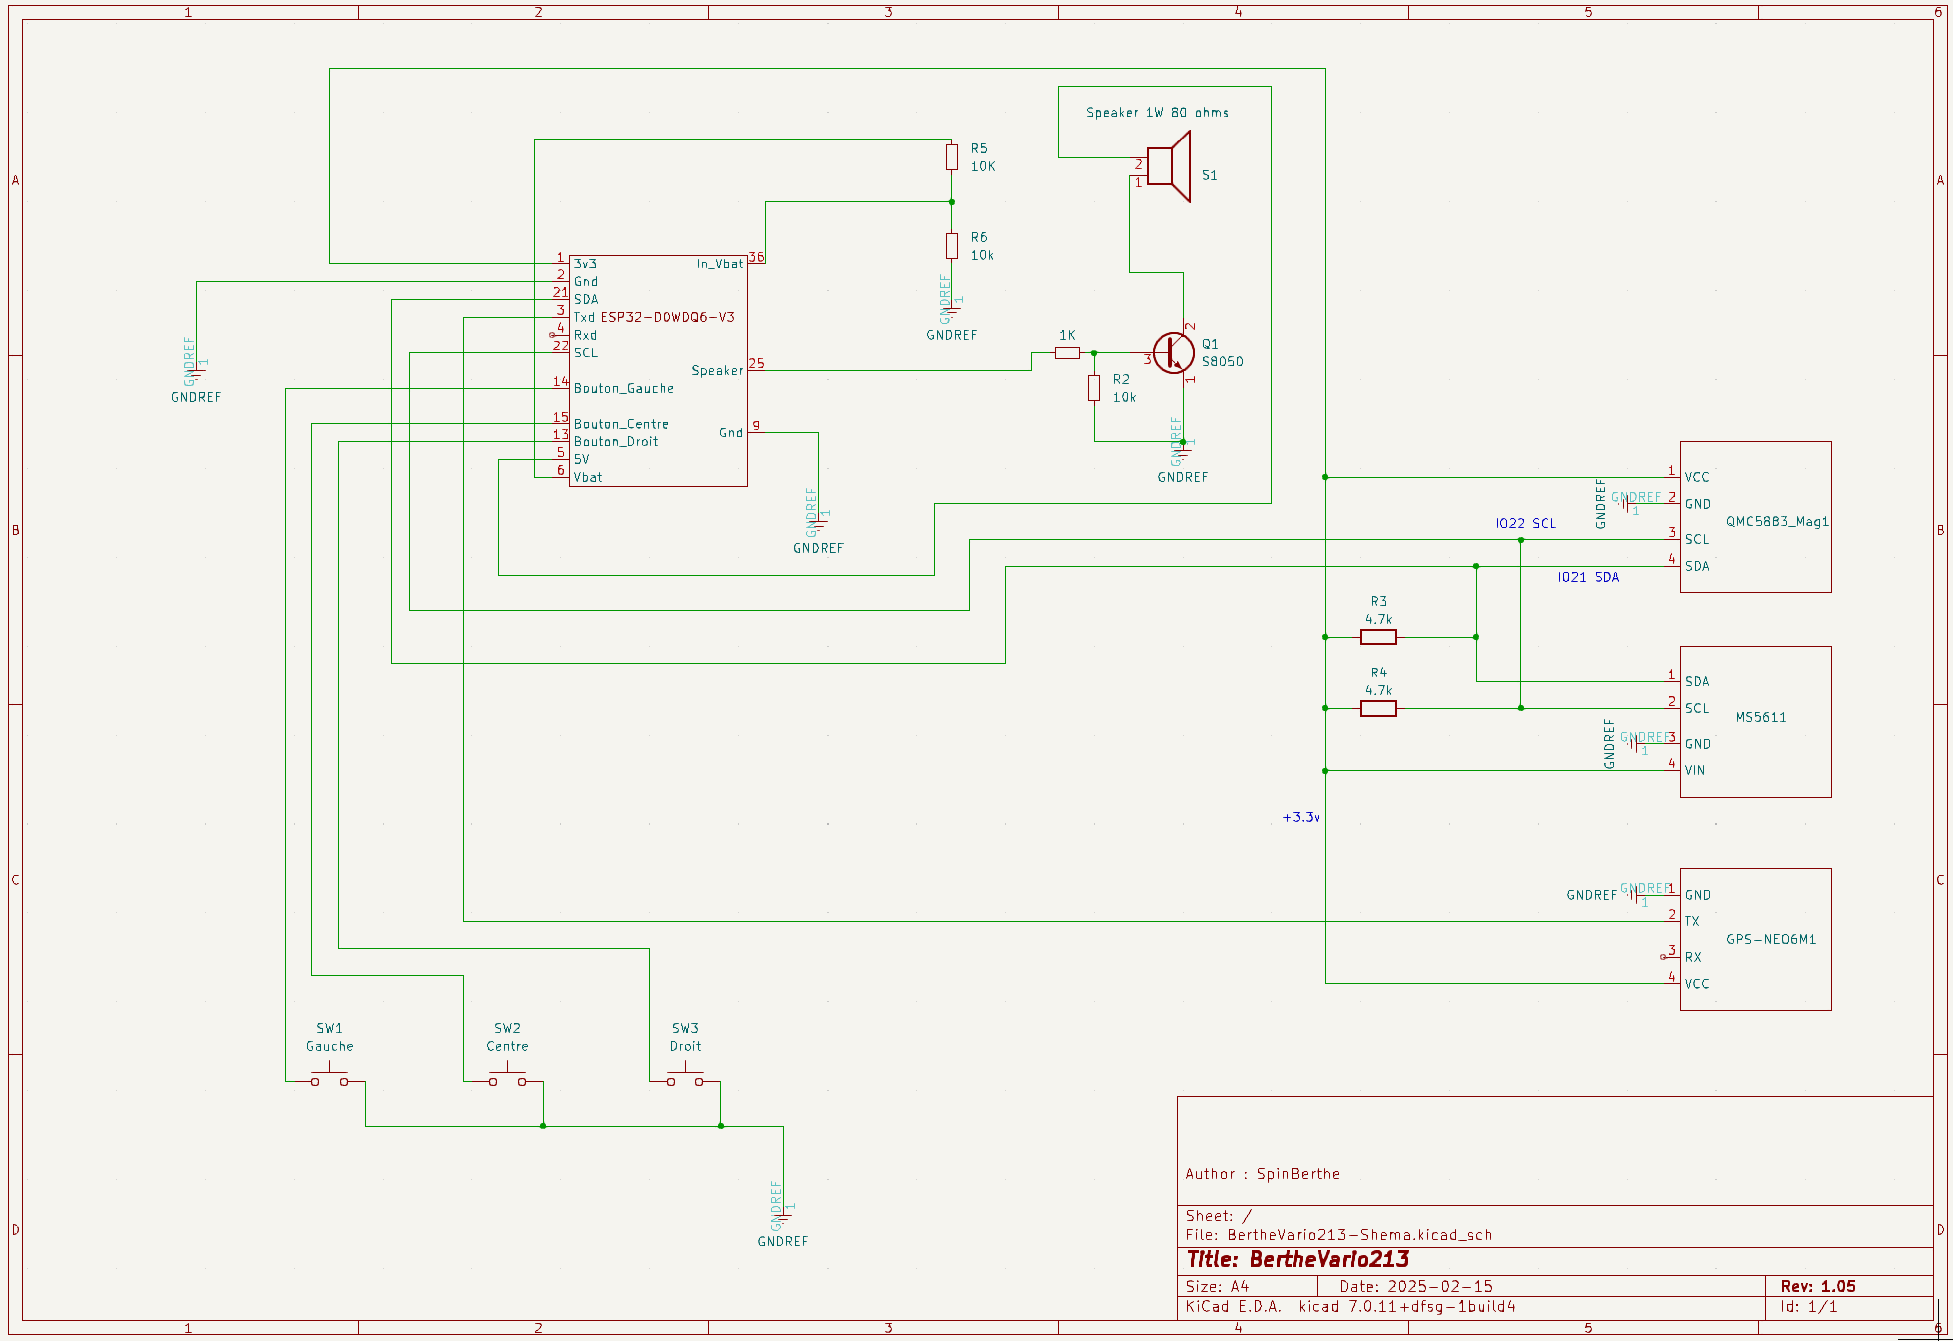 1 2 3 4 5 6
A A
B B
C C
D D
Speaker 1W 80 ohms
2
1
S1
R5
10K
R6
10k
GNDREF
1
GNDREF
1 3v3
2 Gnd
21 SDA
3 Txd
4 Rxd
22 SCL
14 Bouton_Gauche
15 Bouton_Centre
13 Bouton_Droit
5 5V
6 Vbat
ESP32-D0WDQ6-V3
In_Vbat 36
Speaker 25
Gnd 9
GNDREF
1
GNDREF
GNDREF
1
GNDREF
1K
R2
10k
3
2
1
Q1
S8050
GNDREF
1
GNDREF
1 VCC
2 GND
3 SCL
4 SDA
QMC5883_Mag1
GNDREF
GNDREF
1
IO22 SCL
IO21 SDA
R3
4.7k
R4
4.7k
1 SDA
2 SCL
3 GND
4 VIN
MS5611
GNDREF
GNDREF
1
+3.3v
1 GND
2 TX
3 RX
4 VCC
GPS-NEO6M1
GNDREF
GNDREF
1
SW1
Gauche
SW2
Centre
SW3
Droit
GNDREF
1
GNDREF
Author : SpinBerthe
Sheet: /
File: BertheVario213-Shema.kicad_sch
Title: BertheVario213
Size: A4 Date: 2025-02-15 Rev: 1.05
KiCad E.D.A. kicad 7.0.11+dfsg-1build4 Id: 1/1
1 2 3 4 5 6